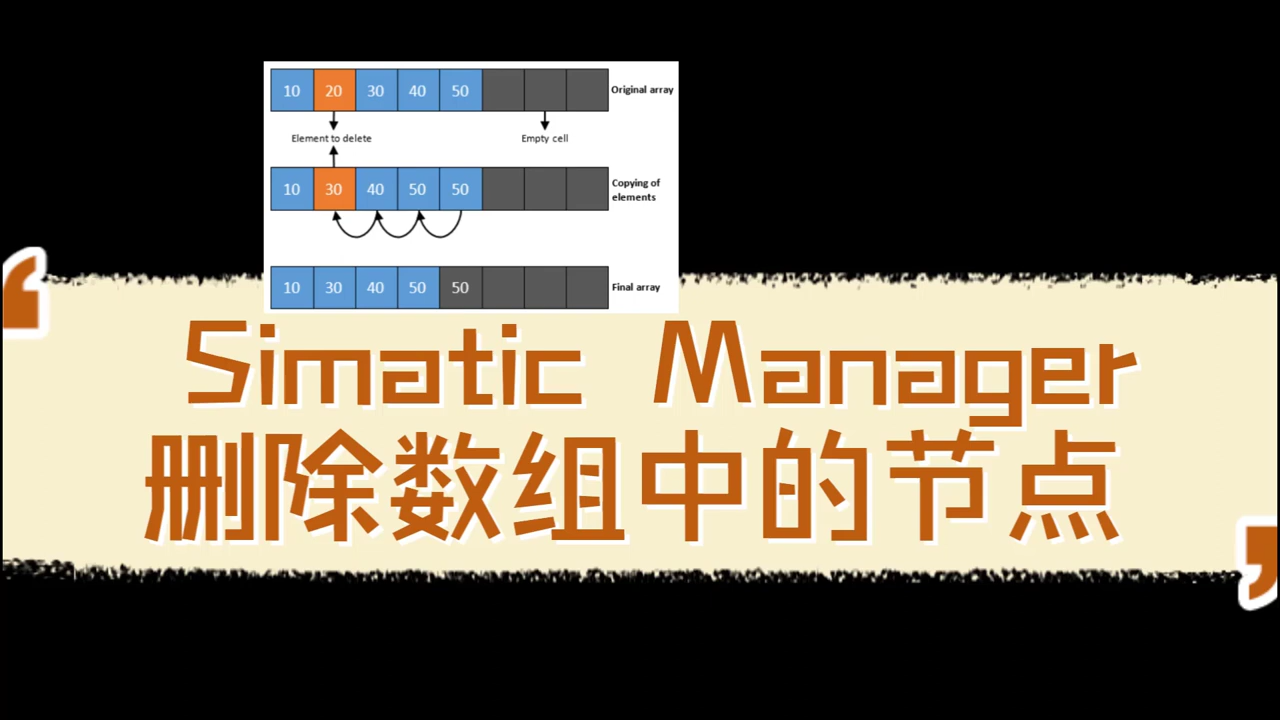 10 20 30 40 50 Original array
Element to delete Empty cell
10 30 40 50 50 Copying of
elements
10 30 40 50 50 Final array
Simatic Manager
删除数组中的节点